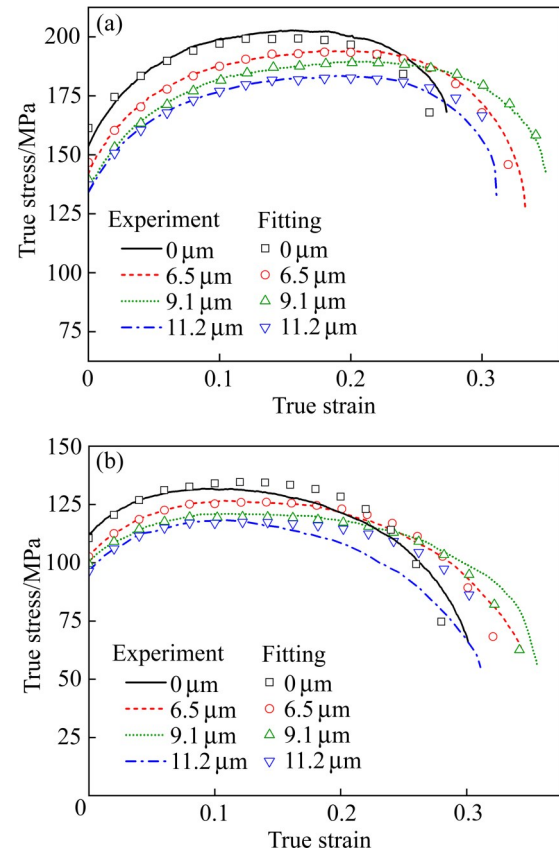 (a)
200
175
150
125
100
75
True stress/MPa
Experiment Fitting
0 μm 0 μm
6.5 μm 6.5 μm
9.1 μm 9.1 μm
11.2 μm 11.2 μm
0 0.1 0.2 0.3
True strain
(b)
150
125
100
75
50
25
0
True stress/MPa
Experiment Fitting
0 μm 0 μm
6.5 μm 6.5 μm
9.1 μm 9.1 μm
11.2 μm 11.2 μm
0 0.1 0.2 0.3
True strain